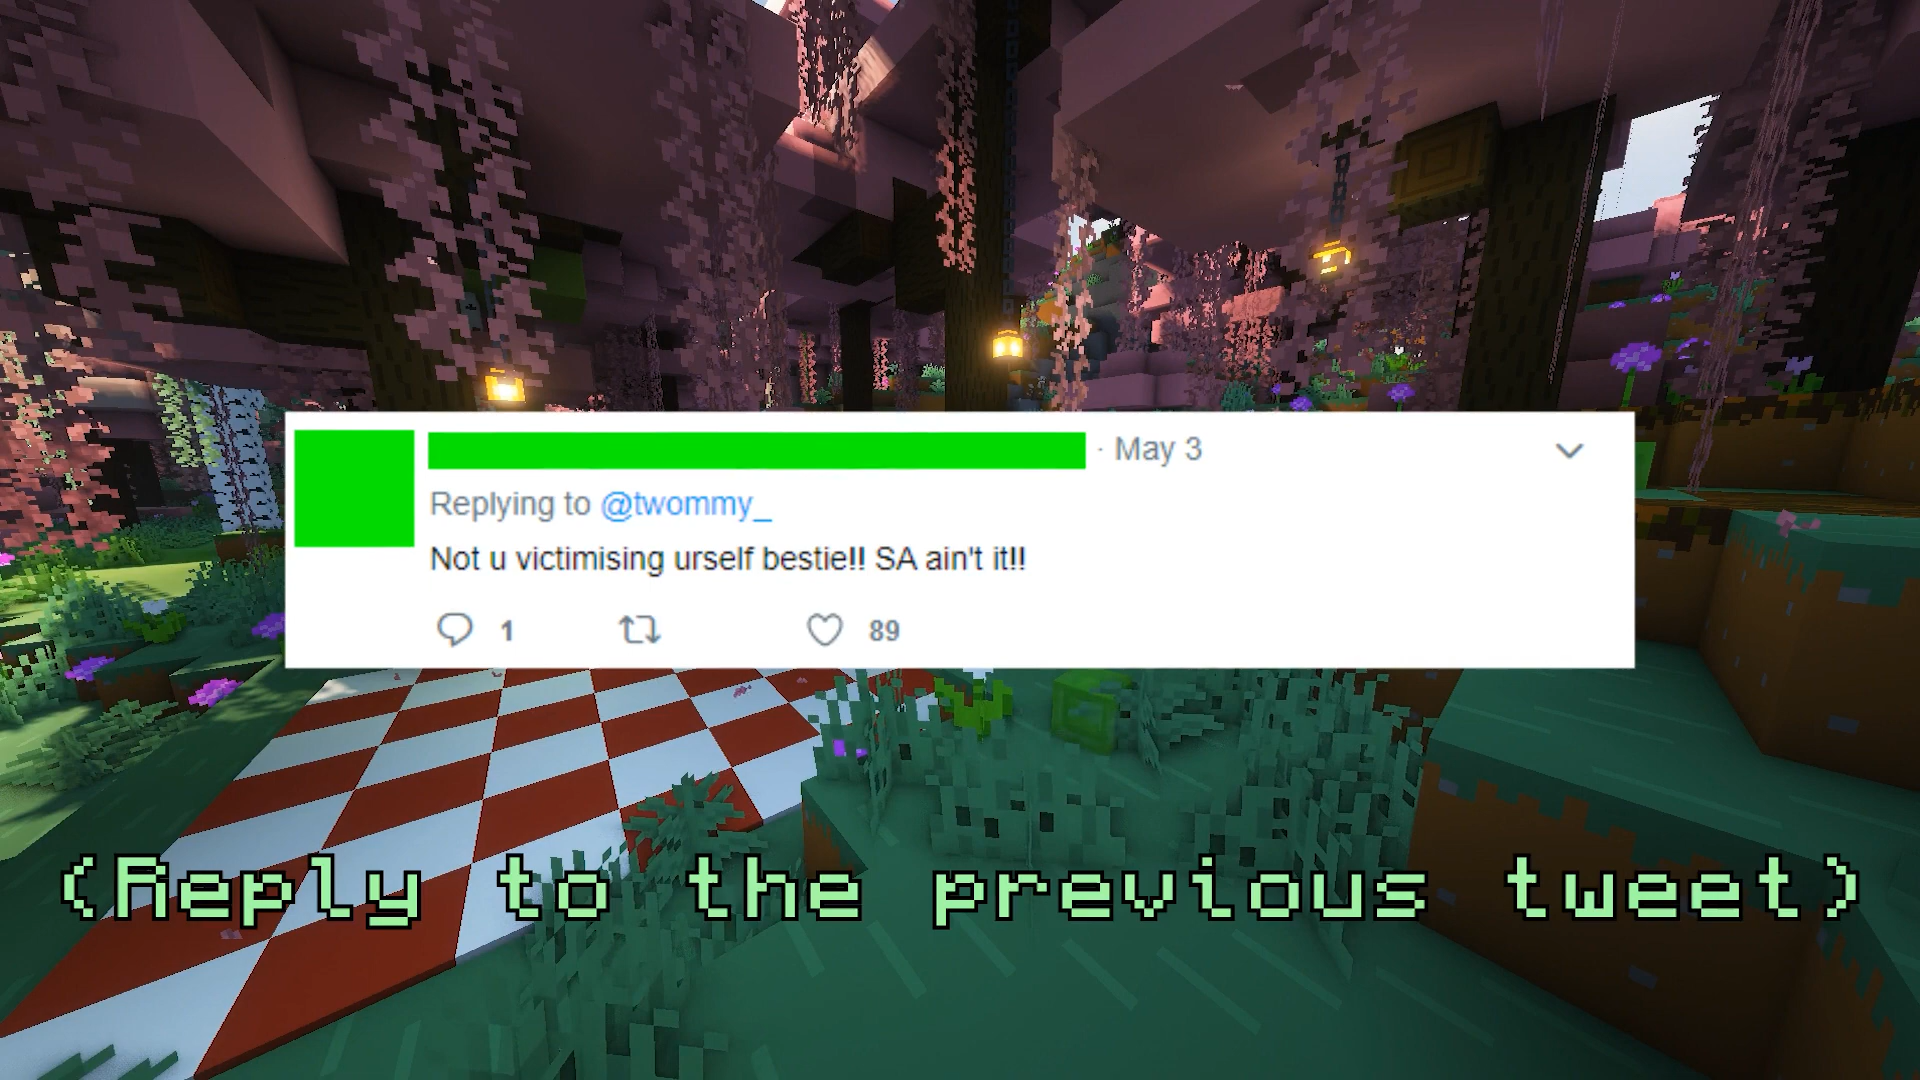 · May 3
Replying to @twommy_
Not u victimising urself bestie!! SA ain't it!!
1 89
(Reply to the previous tweet)